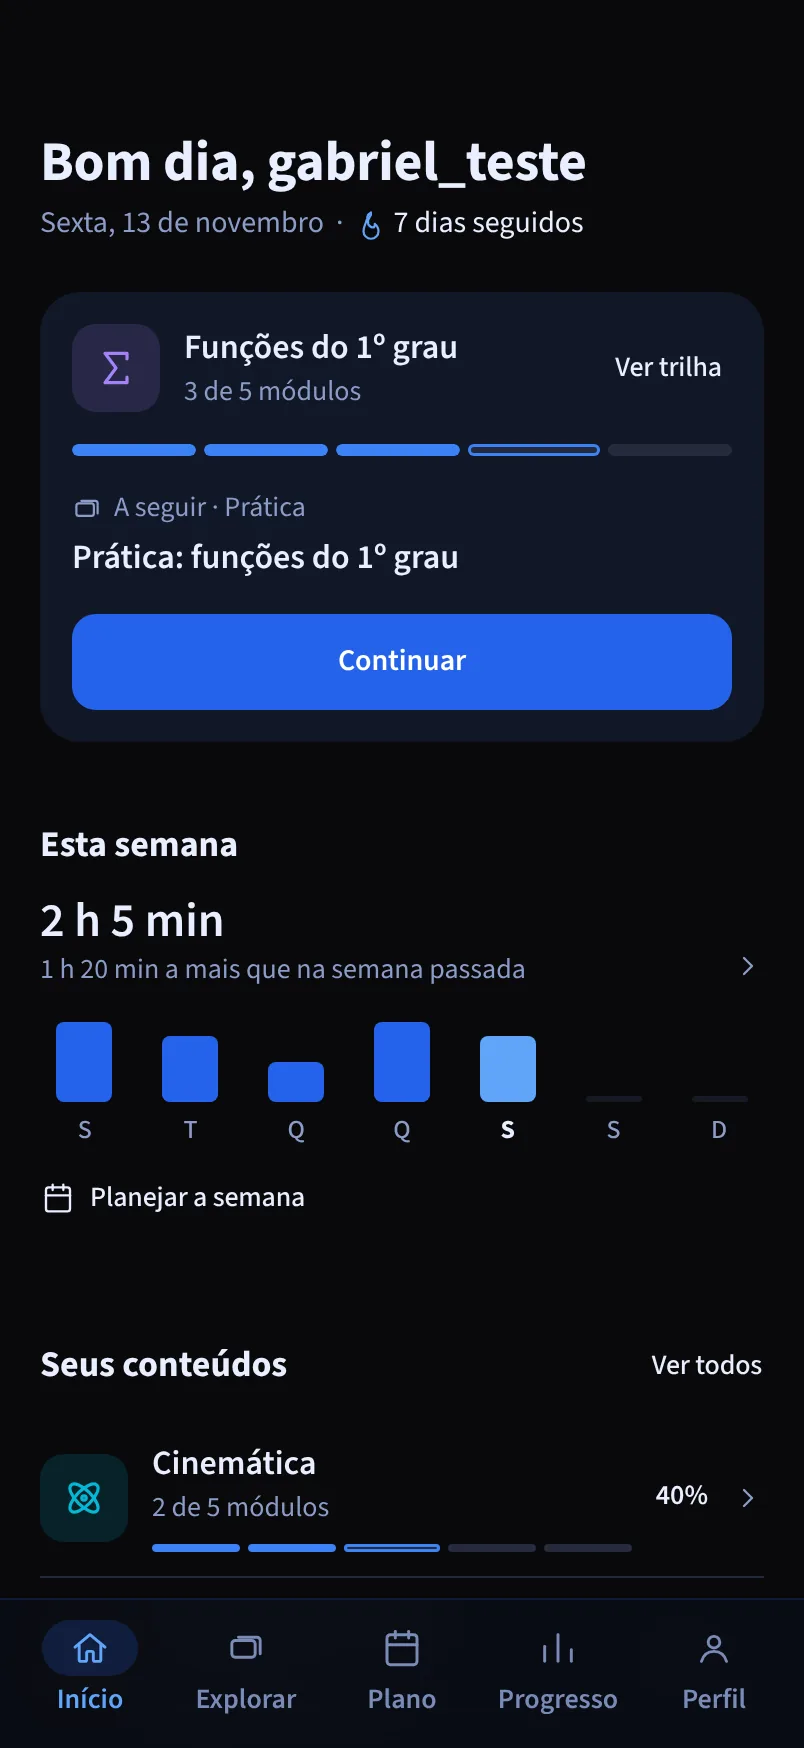 Bom dia, gabriel_teste
Sexta, 13 de novembro · 7 dias seguidos
Funções do 1º grau
3 de 5 módulos
Ver trilha
A seguir · Prática
Prática: funções do 1º grau
Continuar
Esta semana
2 h 5 min
1 h 20 min a mais que na semana passada
S T Q Q S S D
Planejar a semana
Seus conteúdos
Ver todos
Cinemática
2 de 5 módulos
40%
Início Explorar Plano Progresso Perfil